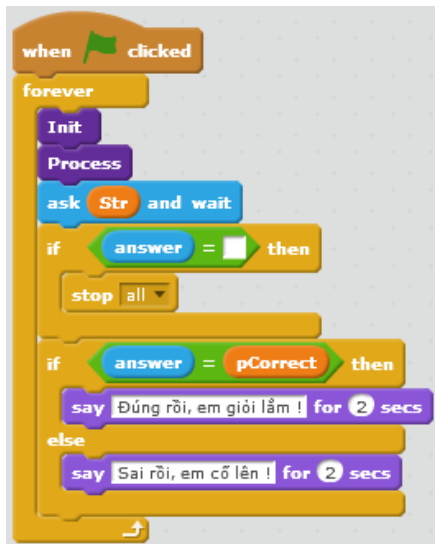 when clicked
forever
Init
Process
ask Str and wait
if answer = then
stop all
if answer = pCorrect then
say Đúng rồi, em giỏi lắm ! for 2 secs
else
say Sai rồi, em cố lên ! for 2 secs